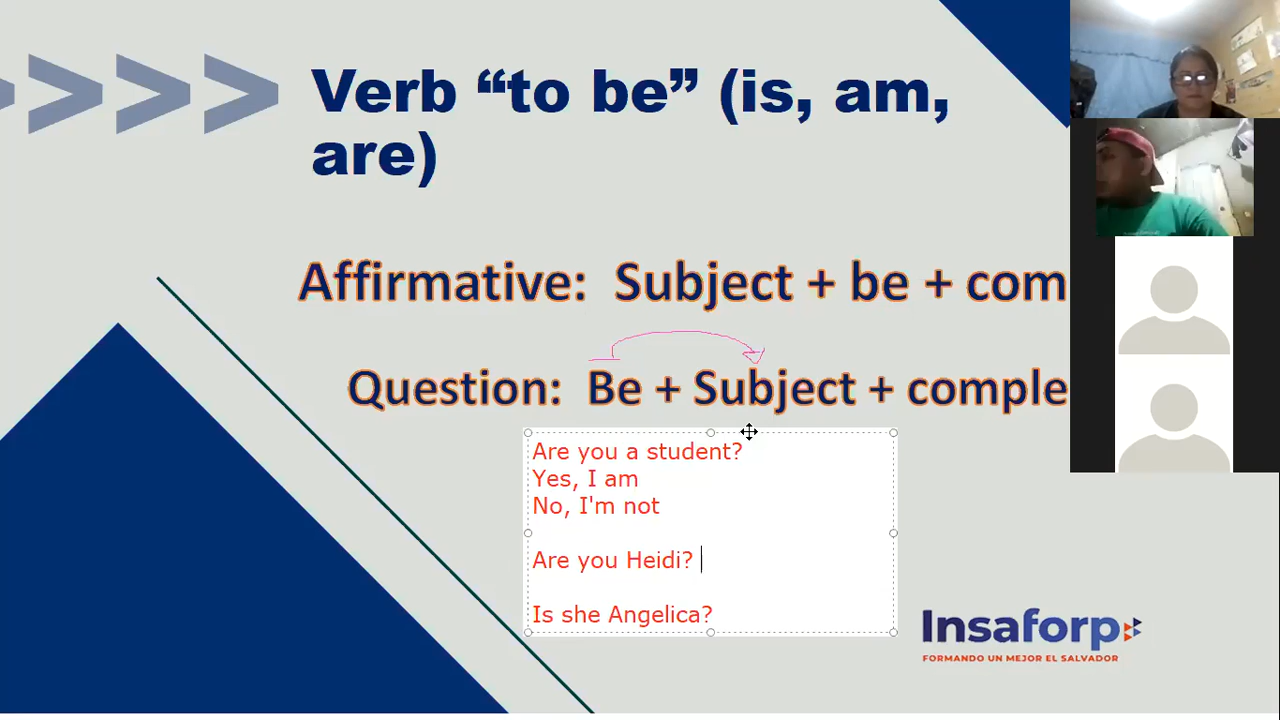 Verb “to be” (is, am,
are)
Affirmative: Subject + be + com
Question: Be + Subject + comple
Are you a student?
Yes, I am
No, I'm not
Are you Heidi?
Is she Angelica?
Insaforp
FORMANDO UN MEJOR EL SALVADOR